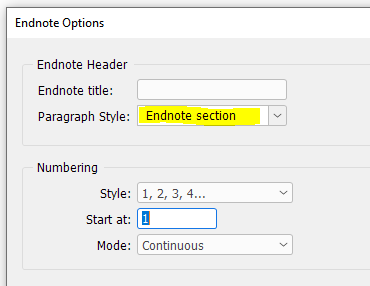 Endnote Options
Endnote Header
Endnote title:
Paragraph Style: Endnote section
Numbering
Style: 1, 2, 3, 4...
Start at: 1
Mode: Continuous